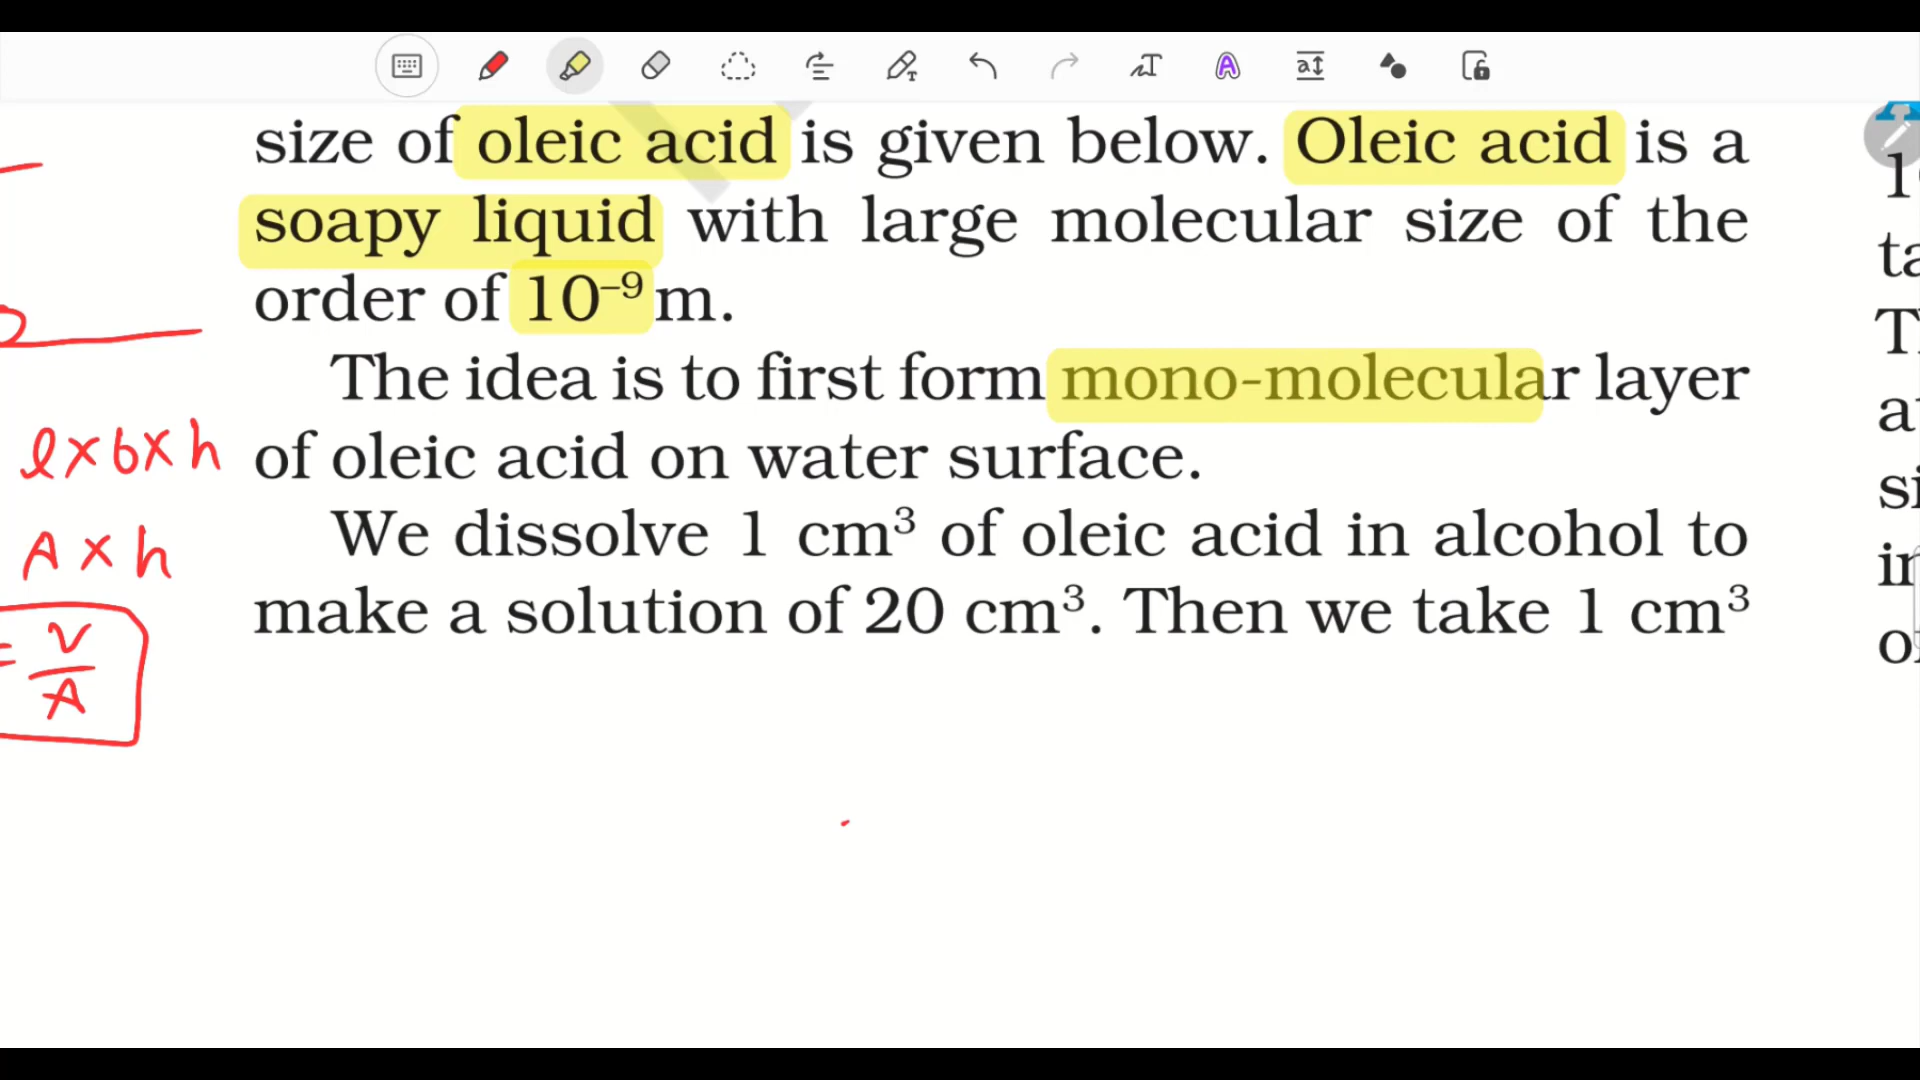 size of oleic acid is given below. Oleic acid is a
soapy liquid with large molecular size of the
order of 10⁻⁹ m.
The idea is to first form mono-molecular layer
of oleic acid on water surface.
We dissolve 1 cm³ of oleic acid in alcohol to
make a solution of 20 cm³. Then we take 1 cm³
l×b×h
A×h
= V/A